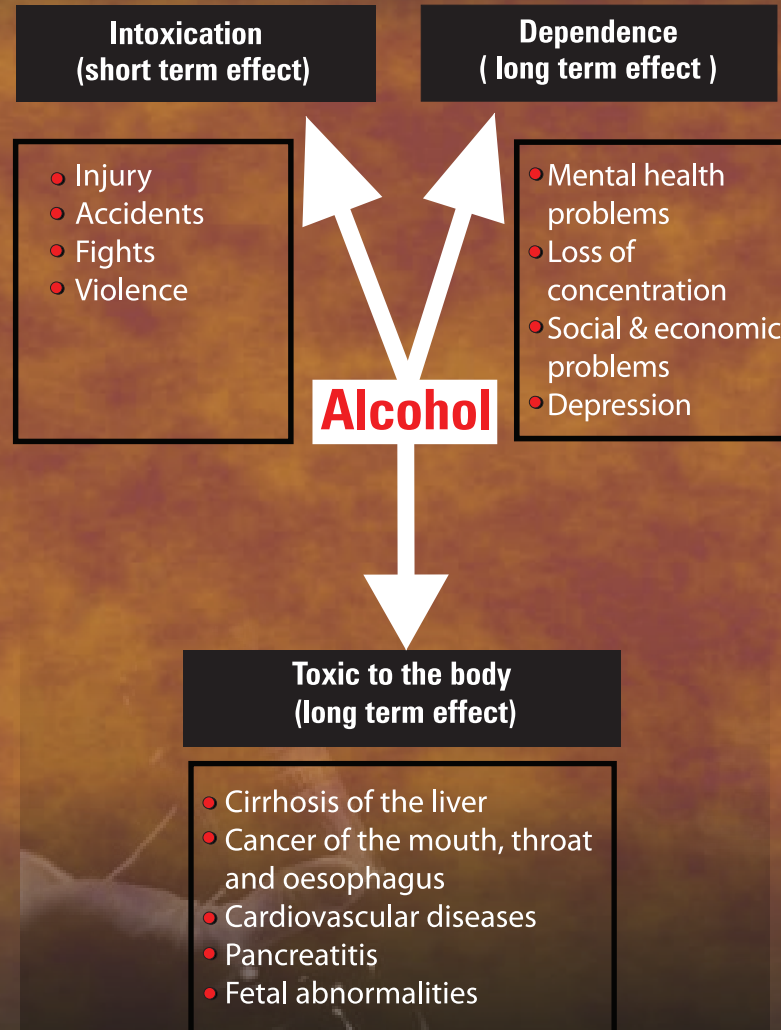 Intoxication
(short term effect)
Injury
Accidents
Fights
Violence
Dependence
( long term effect )
Mental health
problems
Loss of
concentration
Social & economic
problems
Depression
Alcohol
Toxic to the body
(long term effect)
Cirrhosis of the liver
Cancer of the mouth, throat
and oesophagus
Cardiovascular diseases
Pancreatitis
Fetal abnormalities